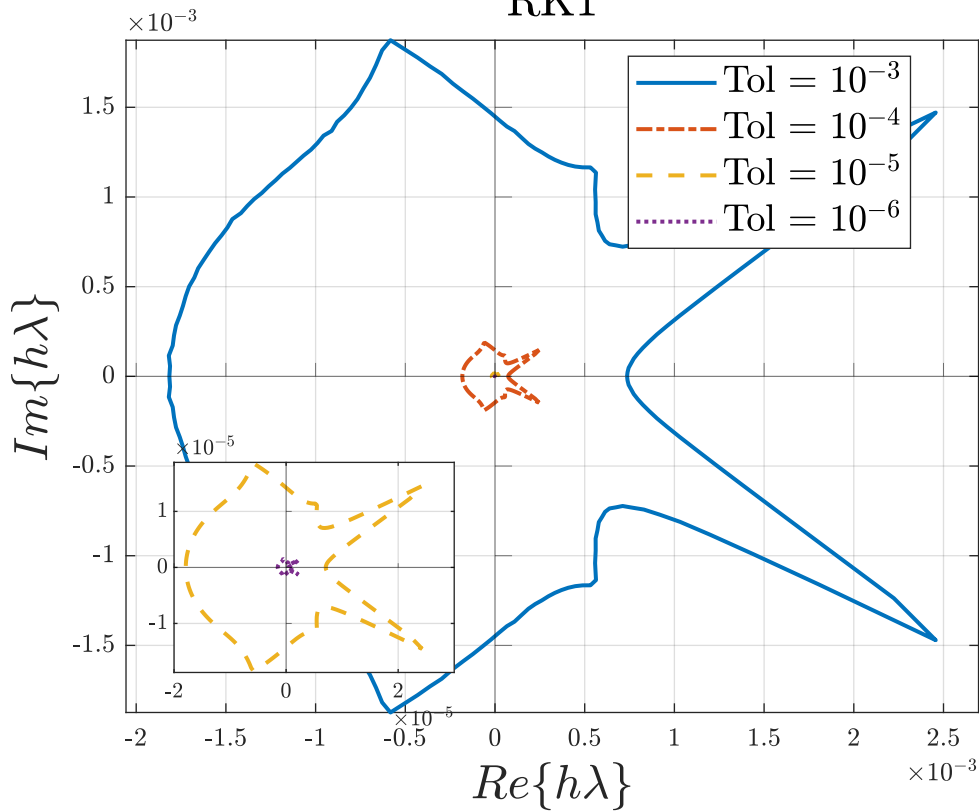 RK1
×10⁻³
Tol = 10⁻³
Tol = 10⁻⁴
Tol = 10⁻⁵
Tol = 10⁻⁶
1.5
1
0.5
0
-0.5
-1
-1.5
Im{hλ}
×10⁻⁵
1
0
-1
-2 0 2
×10⁻⁵
-2 -1.5 -1 -0.5 0 0.5 1 1.5 2 2.5
×10⁻³
Re{hλ}